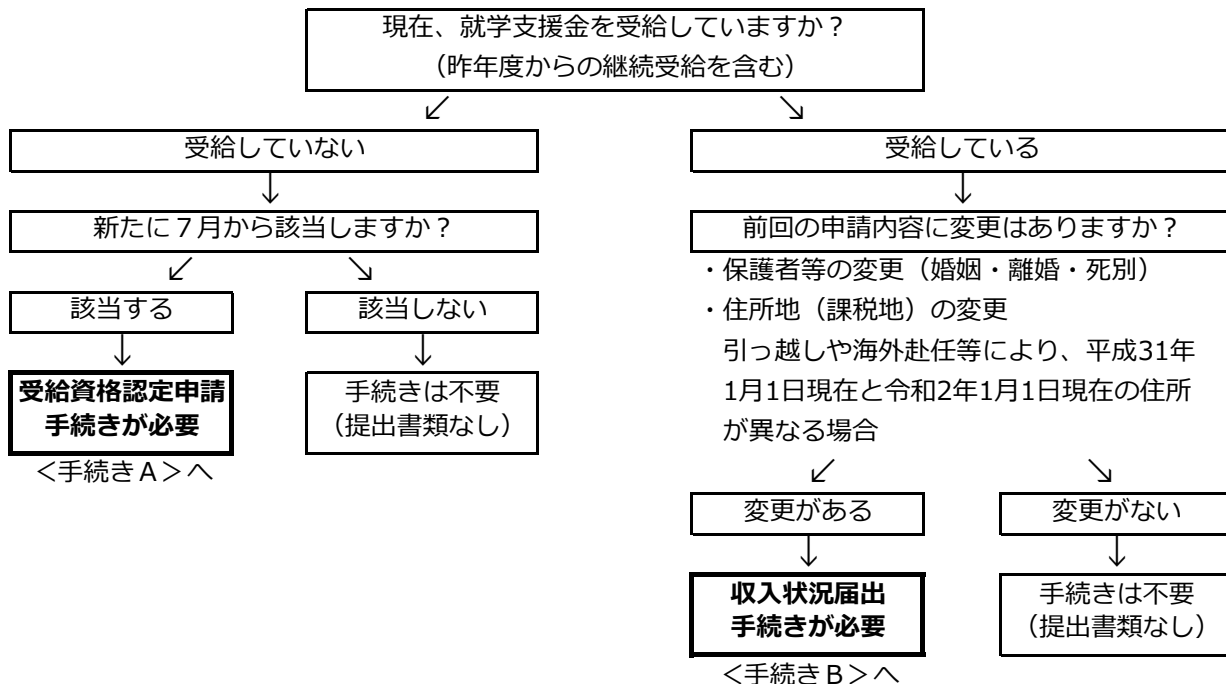 現在、就学支援金を受給していますか？
（昨年度からの継続受給を含む）
↙ ↘
受給していない
↓
新たに７月から該当しますか？
↙ ↘
該当する
↓
受給資格認定申請
手続きが必要
＜手続きＡ＞へ
該当しない
手続きは不要
（提出書類なし）
受給している
↓
前回の申請内容に変更はありますか？
・保護者等の変更（婚姻・離婚・死別）
・住所地（課税地）の変更
引っ越しや海外赴任等により、平成31年
1月1日現在と令和2年1月1日現在の住所
が異なる場合
↙ ↘
変更がある
↓
収入状況届出
手続きが必要
＜手続きＢ＞へ
変更がない
↓
手続きは不要
（提出書類なし）